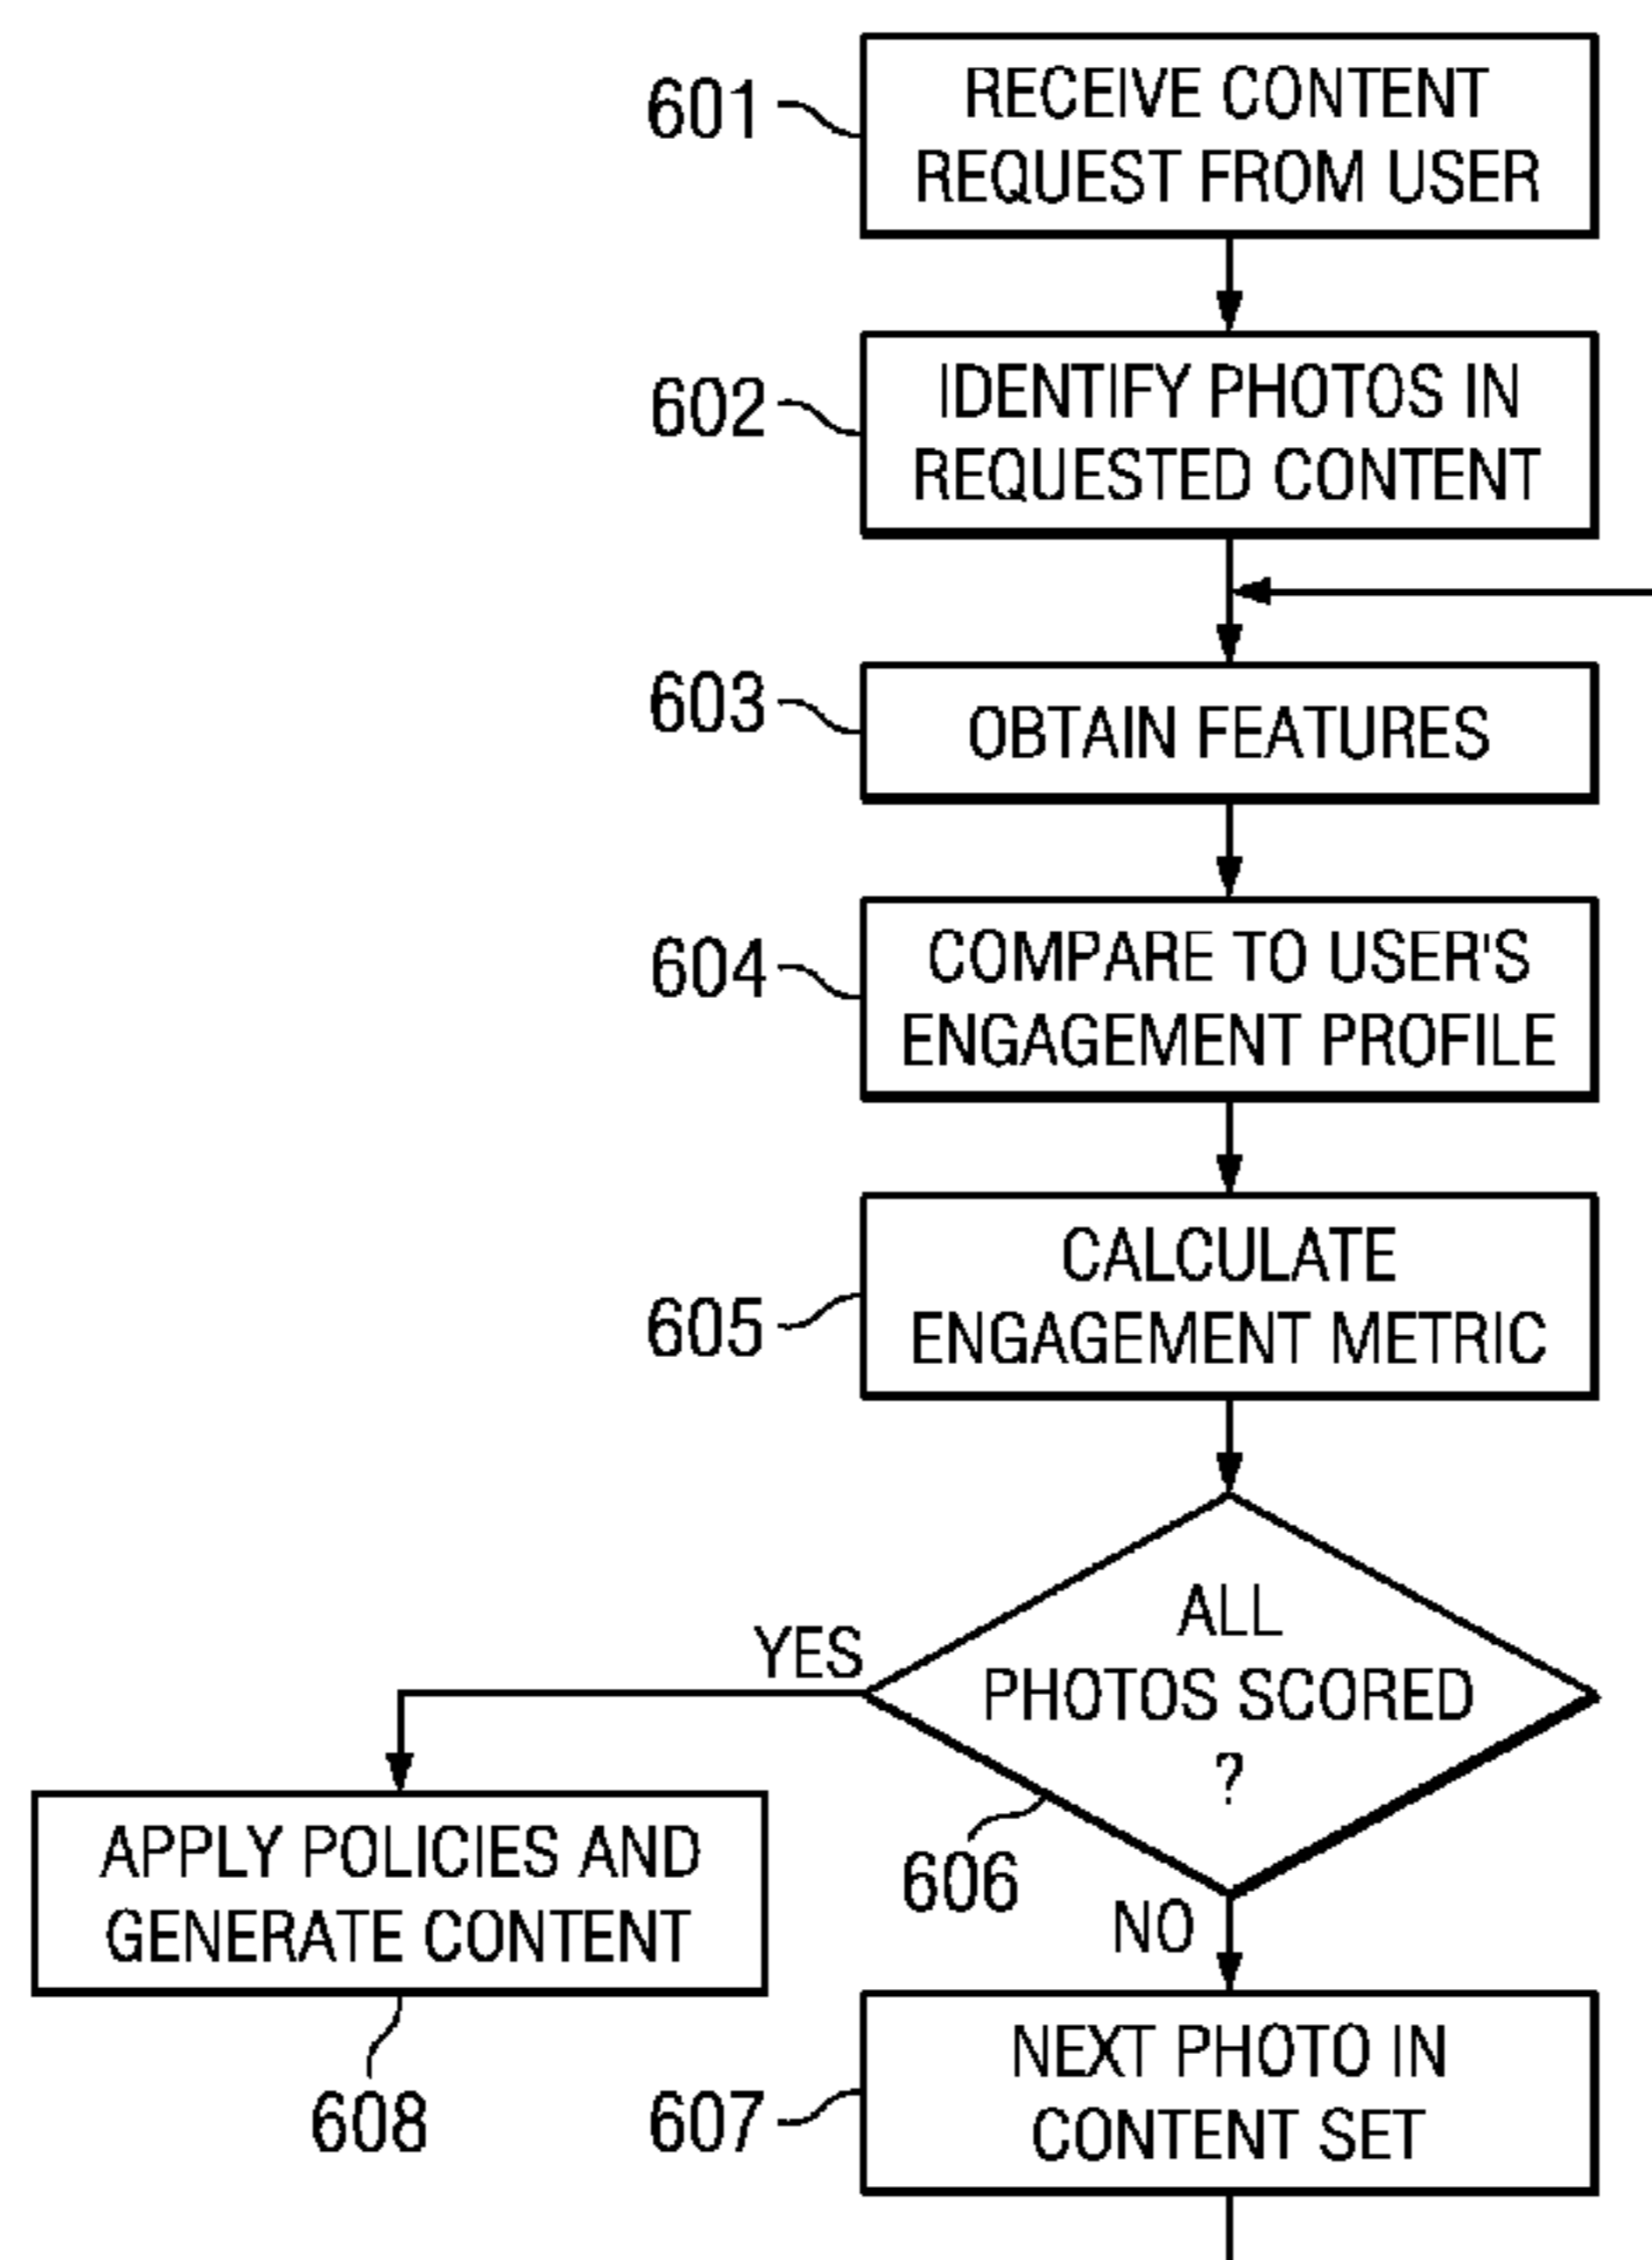 601
RECEIVE CONTENT
REQUEST FROM USER
602
IDENTIFY PHOTOS IN
REQUESTED CONTENT
603
OBTAIN FEATURES
604
COMPARE TO USER'S
ENGAGEMENT PROFILE
605
CALCULATE
ENGAGEMENT METRIC
ALL
PHOTOS SCORED
?
606
YES
NO
APPLY POLICIES AND
GENERATE CONTENT
608
607
NEXT PHOTO IN
CONTENT SET